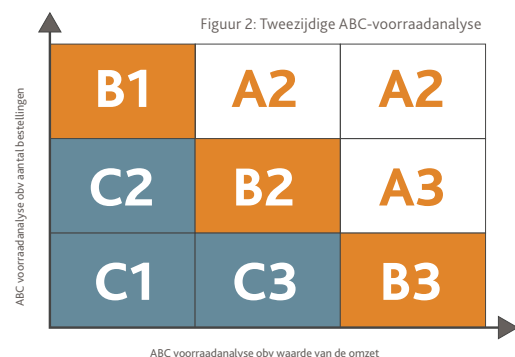 Figuur 2: Tweezijdige ABC-voorraadanalyse
ABC voorraadanalyse obv aantal bestellingen
B1 A2 A2
C2 B2 A3
C1 C3 B3
ABC voorraadanalyse obv waarde van de omzet